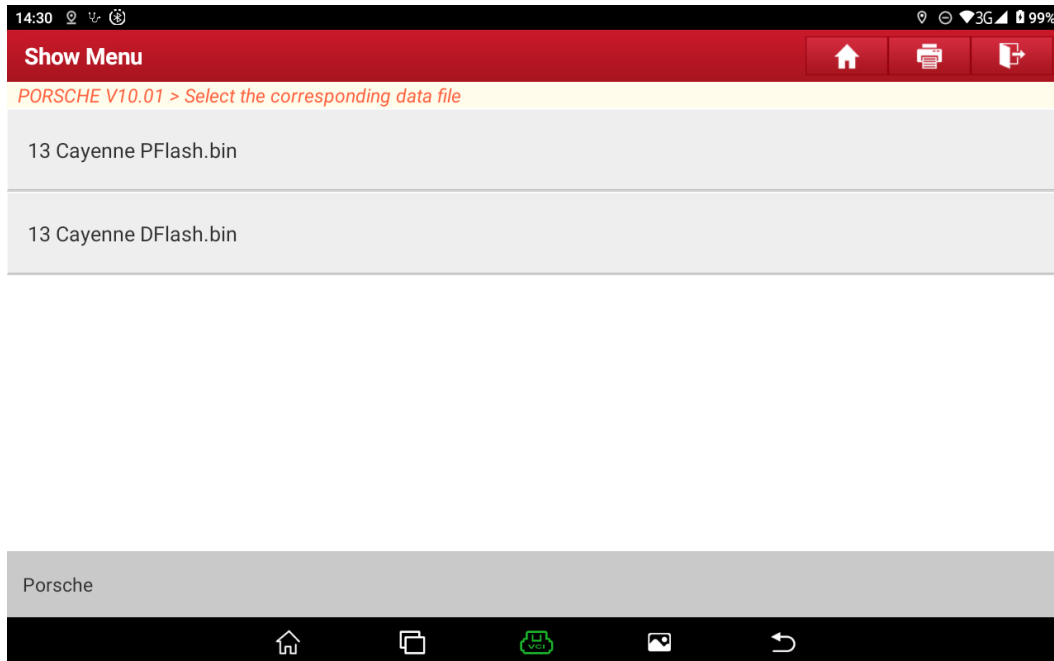 14:30
3G 99%
Show Menu
PORSCHE V10.01 > Select the corresponding data file
13 Cayenne PFlash.bin
13 Cayenne DFlash.bin
Porsche
VCI